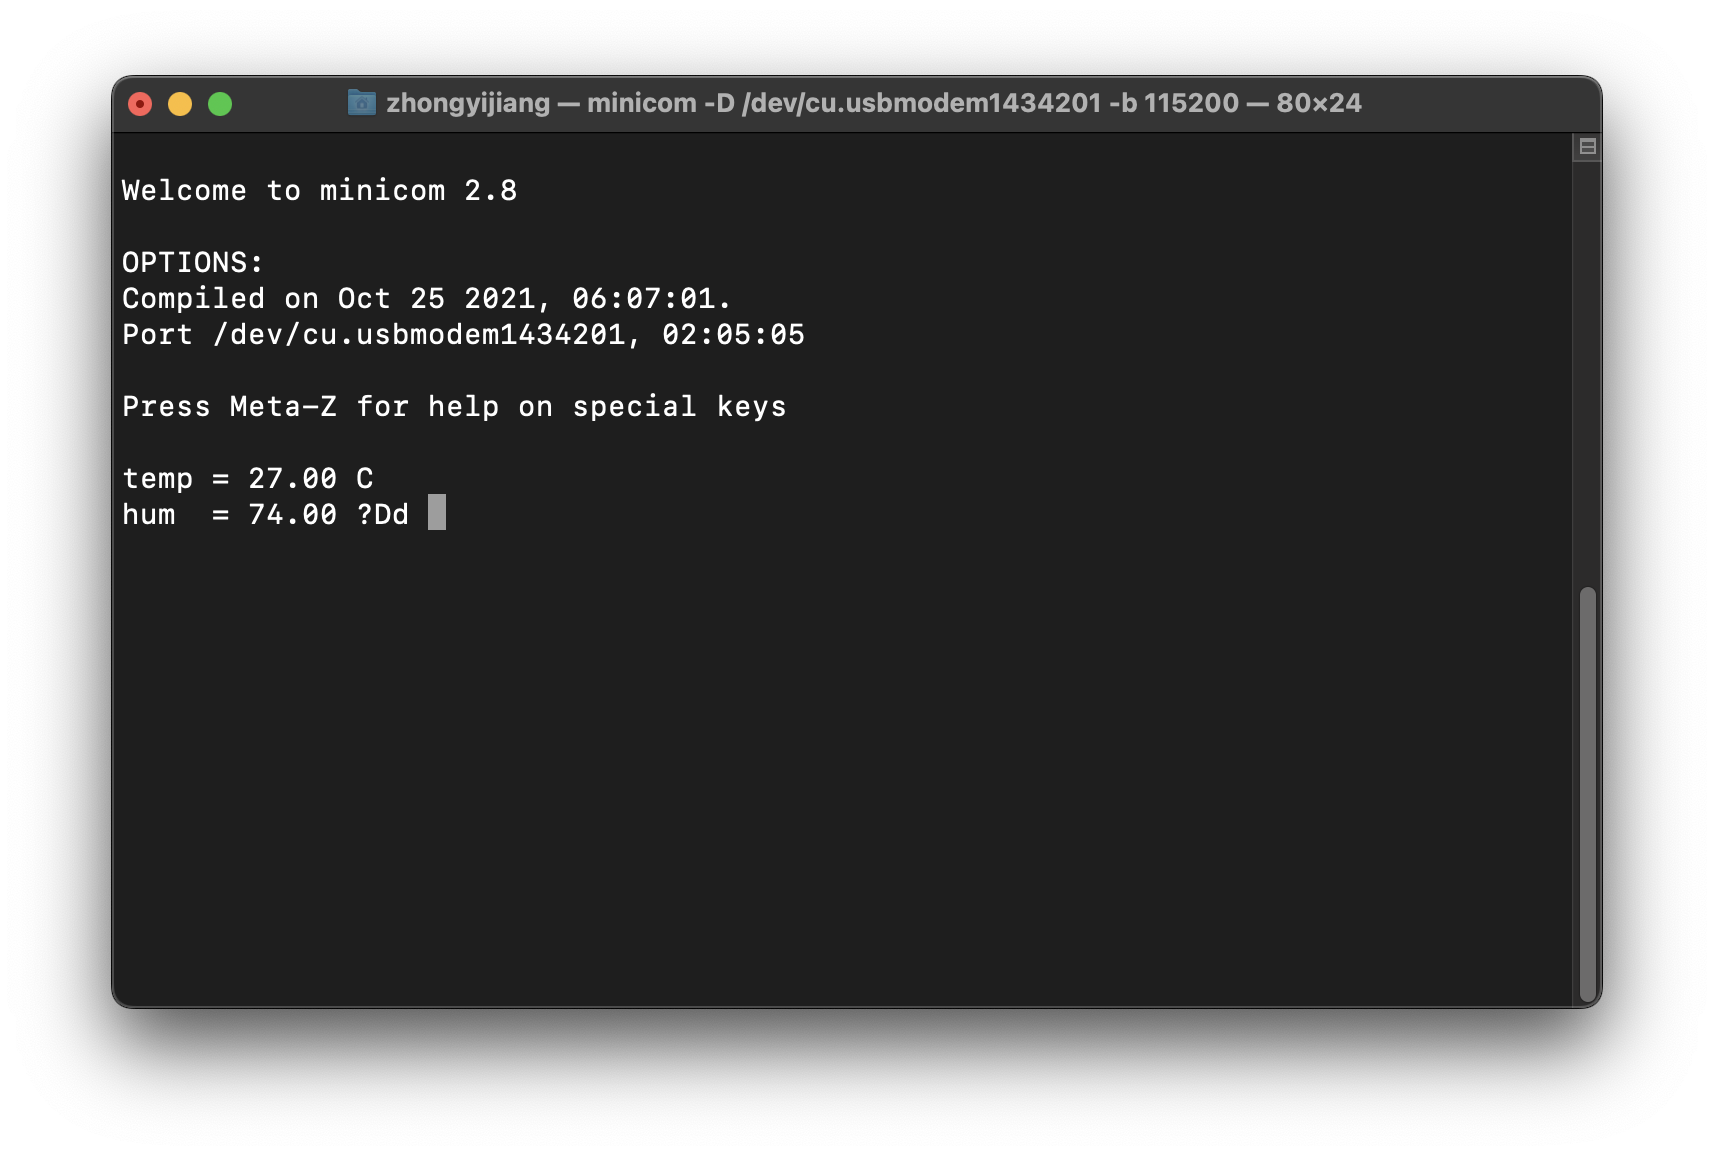 zhongyijiang — minicom -D /dev/cu.usbmodem1434201 -b 115200 — 80×24
Welcome to minicom 2.8
OPTIONS:
Compiled on Oct 25 2021, 06:07:01.
Port /dev/cu.usbmodem1434201, 02:05:05
Press Meta-Z for help on special keys
temp = 27.00 C
hum  = 74.00 ?Dd